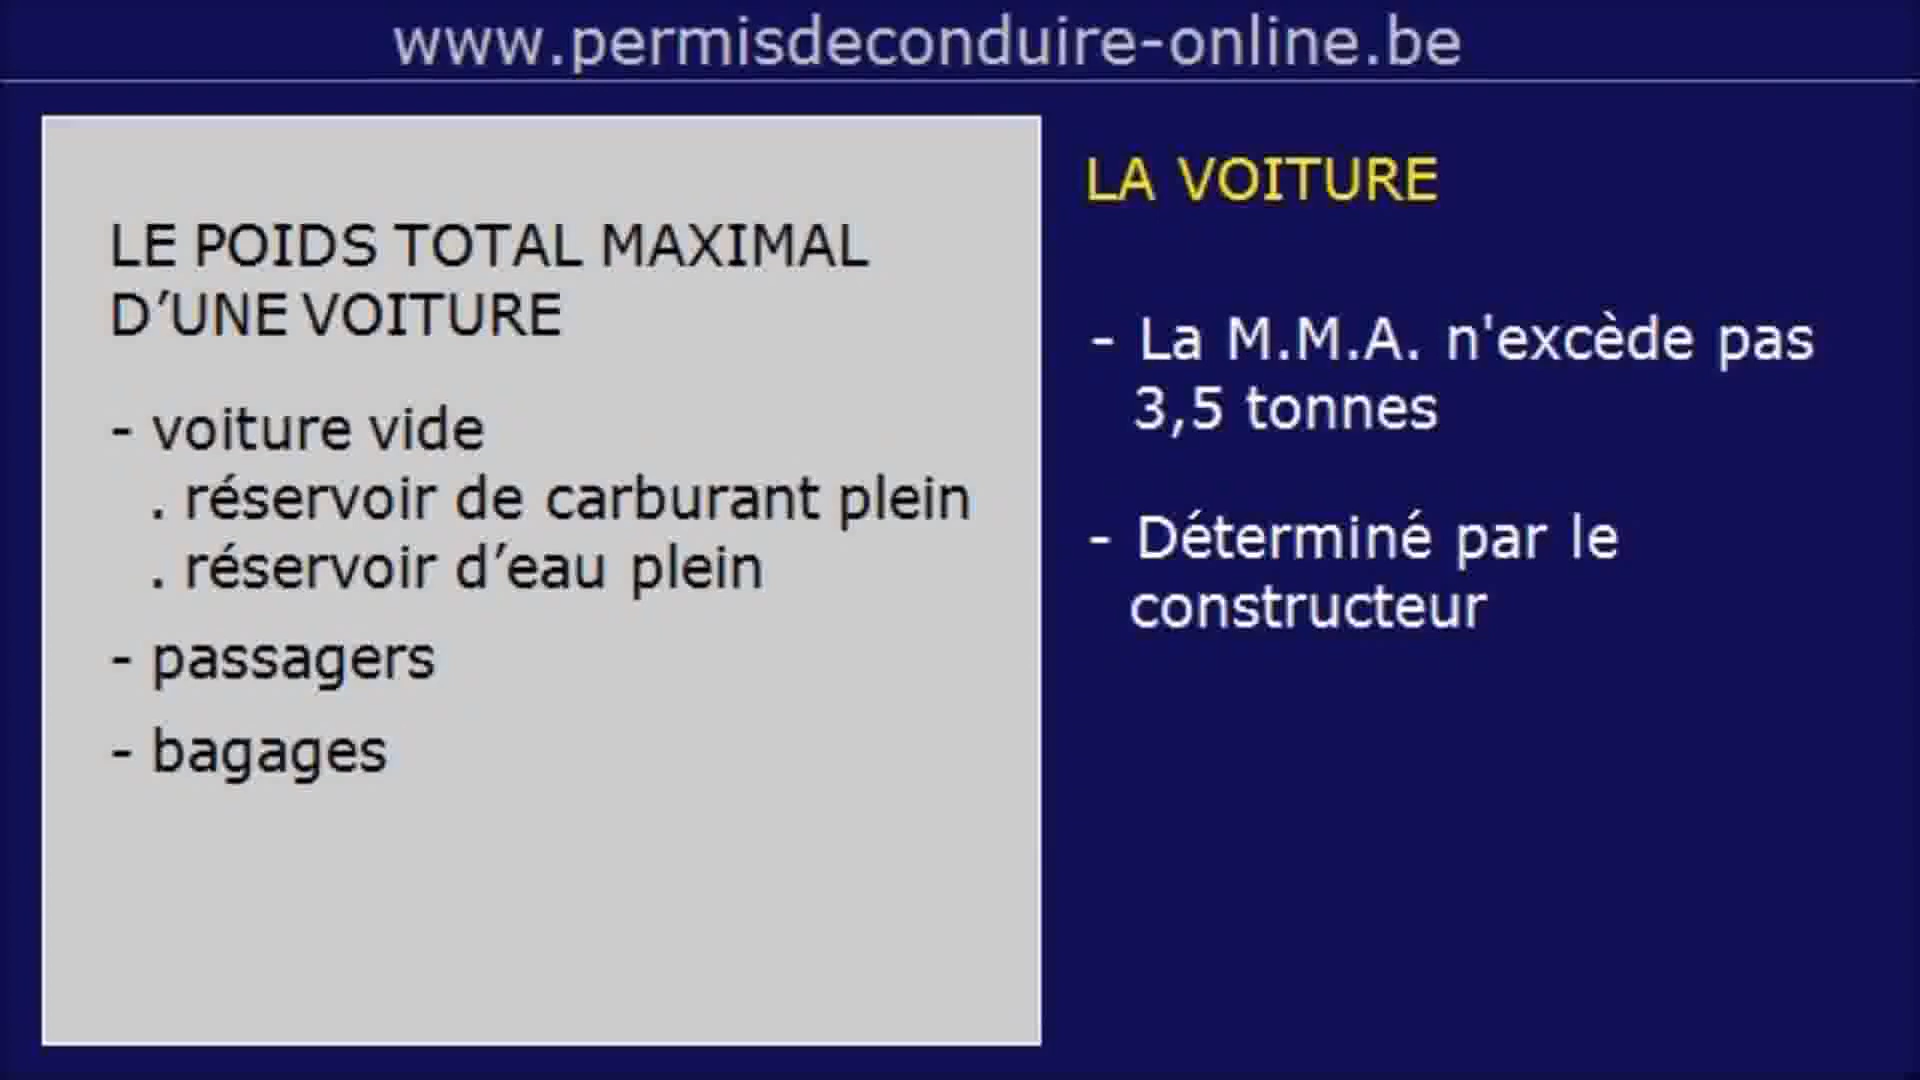 www.permisdeconduire-online.be
LE POIDS TOTAL MAXIMAL
D’UNE VOITURE
- voiture vide
. réservoir de carburant plein
. réservoir d’eau plein
- passagers
- bagages
LA VOITURE
- La M.M.A. n'excède pas
3,5 tonnes
- Déterminé par le
constructeur